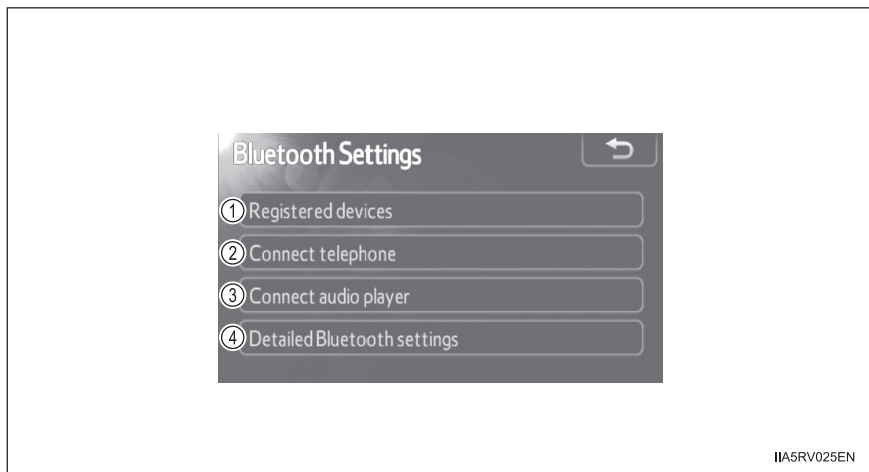 Bluetooth Settings
1 Registered devices
2 Connect telephone
3 Connect audio player
4 Detailed Bluetooth settings
IIA5RV025EN